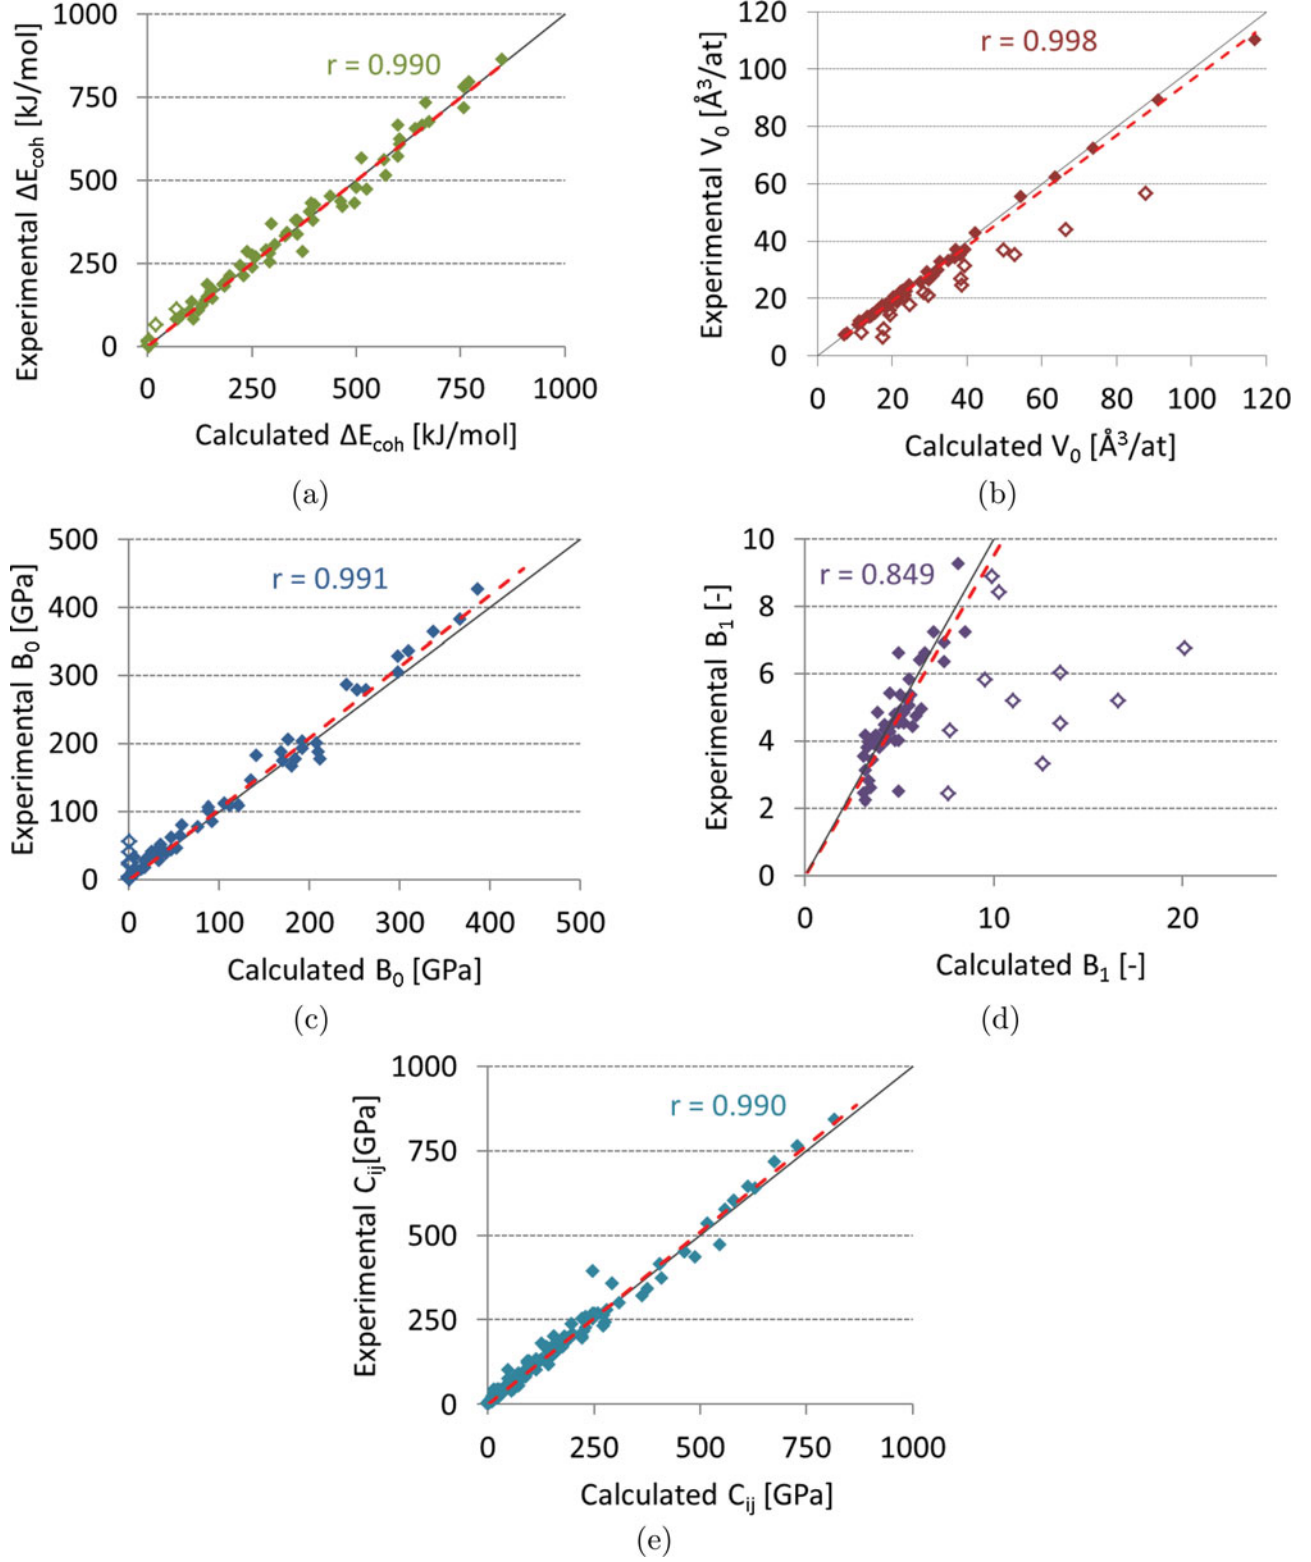 Experimental ΔE_coh [kJ/mol]
1000
750
500
250
0
r = 0.990
0 250 500 750 1000
Calculated ΔE_coh [kJ/mol]
(a)
Experimental V₀ [Å³/at]
120
100
80
60
40
20
0
r = 0.998
0 20 40 60 80 100 120
Calculated V₀ [Å³/at]
(b)
Experimental B₀ [GPa]
500
400
300
200
100
0
r = 0.991
0 100 200 300 400 500
Calculated B₀ [GPa]
(c)
Experimental B₁ [-]
10
8
6
4
2
0
r = 0.849
0 10 20
Calculated B₁ [-]
(d)
Experimental C_ij[GPa]
1000
750
500
250
0
r = 0.990
0 250 500 750 1000
Calculated C_ij [GPa]
(e)